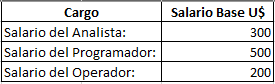 Cargo Salario Base U$
Salario del Analista: 300
Salario del Programador: 500
Salario del Operador: 200